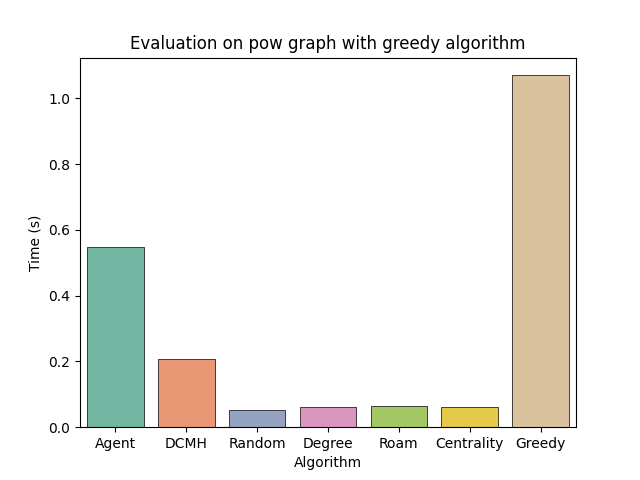 Evaluation on pow graph with greedy algorithm
Time (s)
1.0
0.8
0.6
0.4
0.2
0.0
Agent DCMH Random Degree Roam Centrality Greedy
Algorithm